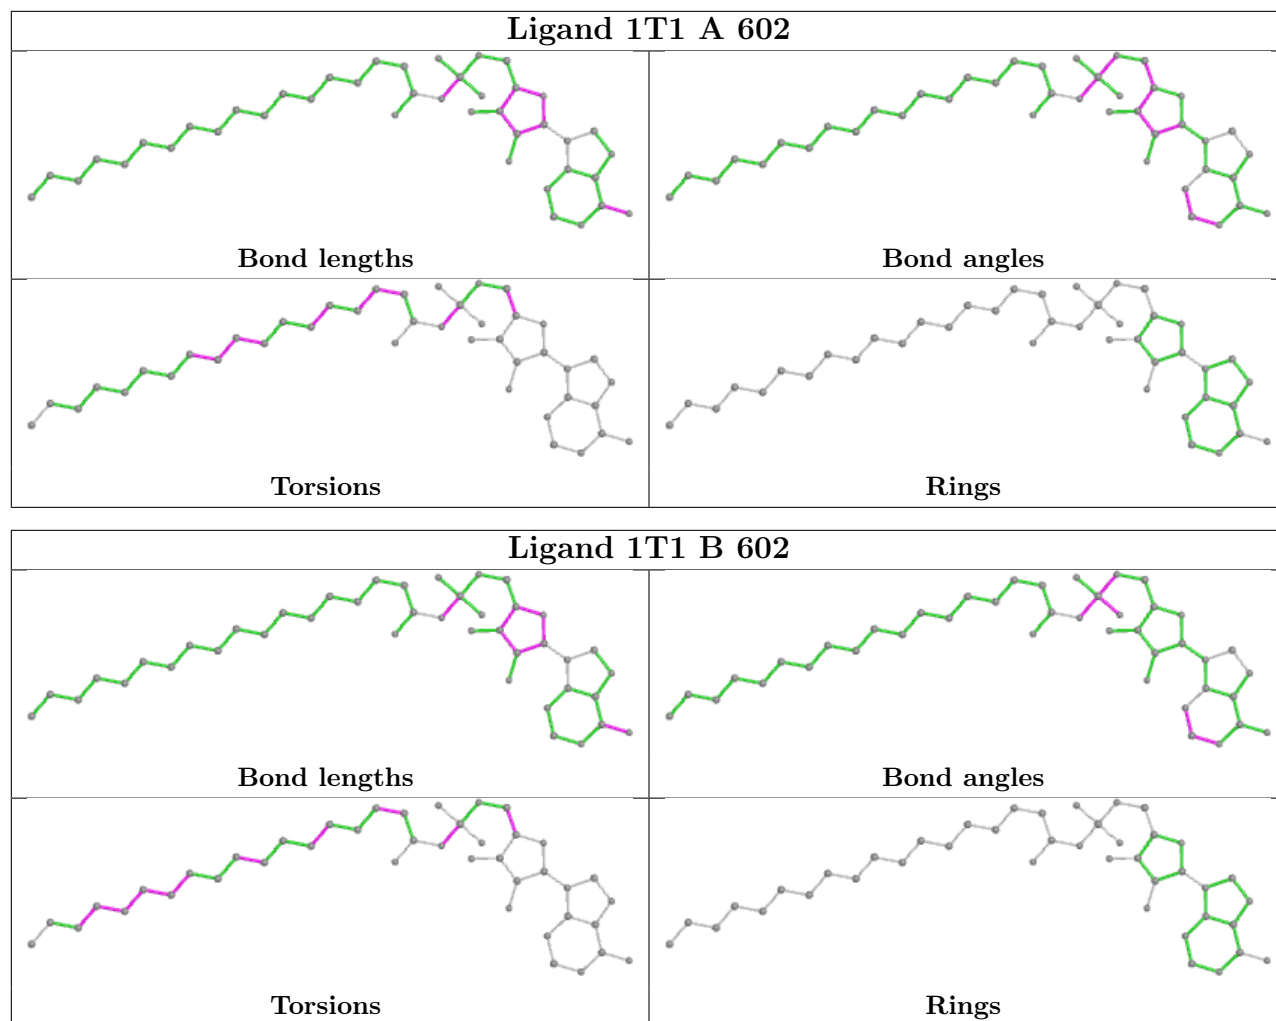 Ligand 1T1 A 602
Bond lengths
Bond angles
Torsions
Rings
Ligand 1T1 B 602
Bond lengths
Bond angles
Torsions
Rings